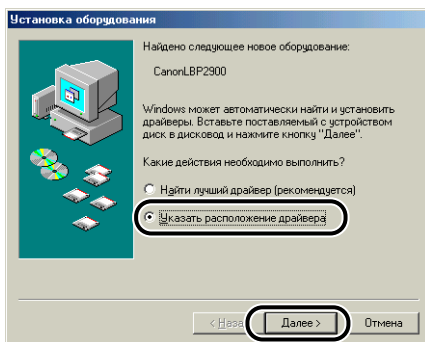 Установка оборудования
Найдено следующее новое оборудование:
CanonLBP2900
Windows может автоматически найти и установить
драйверы. Вставьте поставляемый с устройством
диск в дисковод и нажмите кнопку "Далее".
Какие действия необходимо выполнить?
Найти лучший драйвер (рекомендуется)
Указать расположение драйвера
Далее >
Отмена